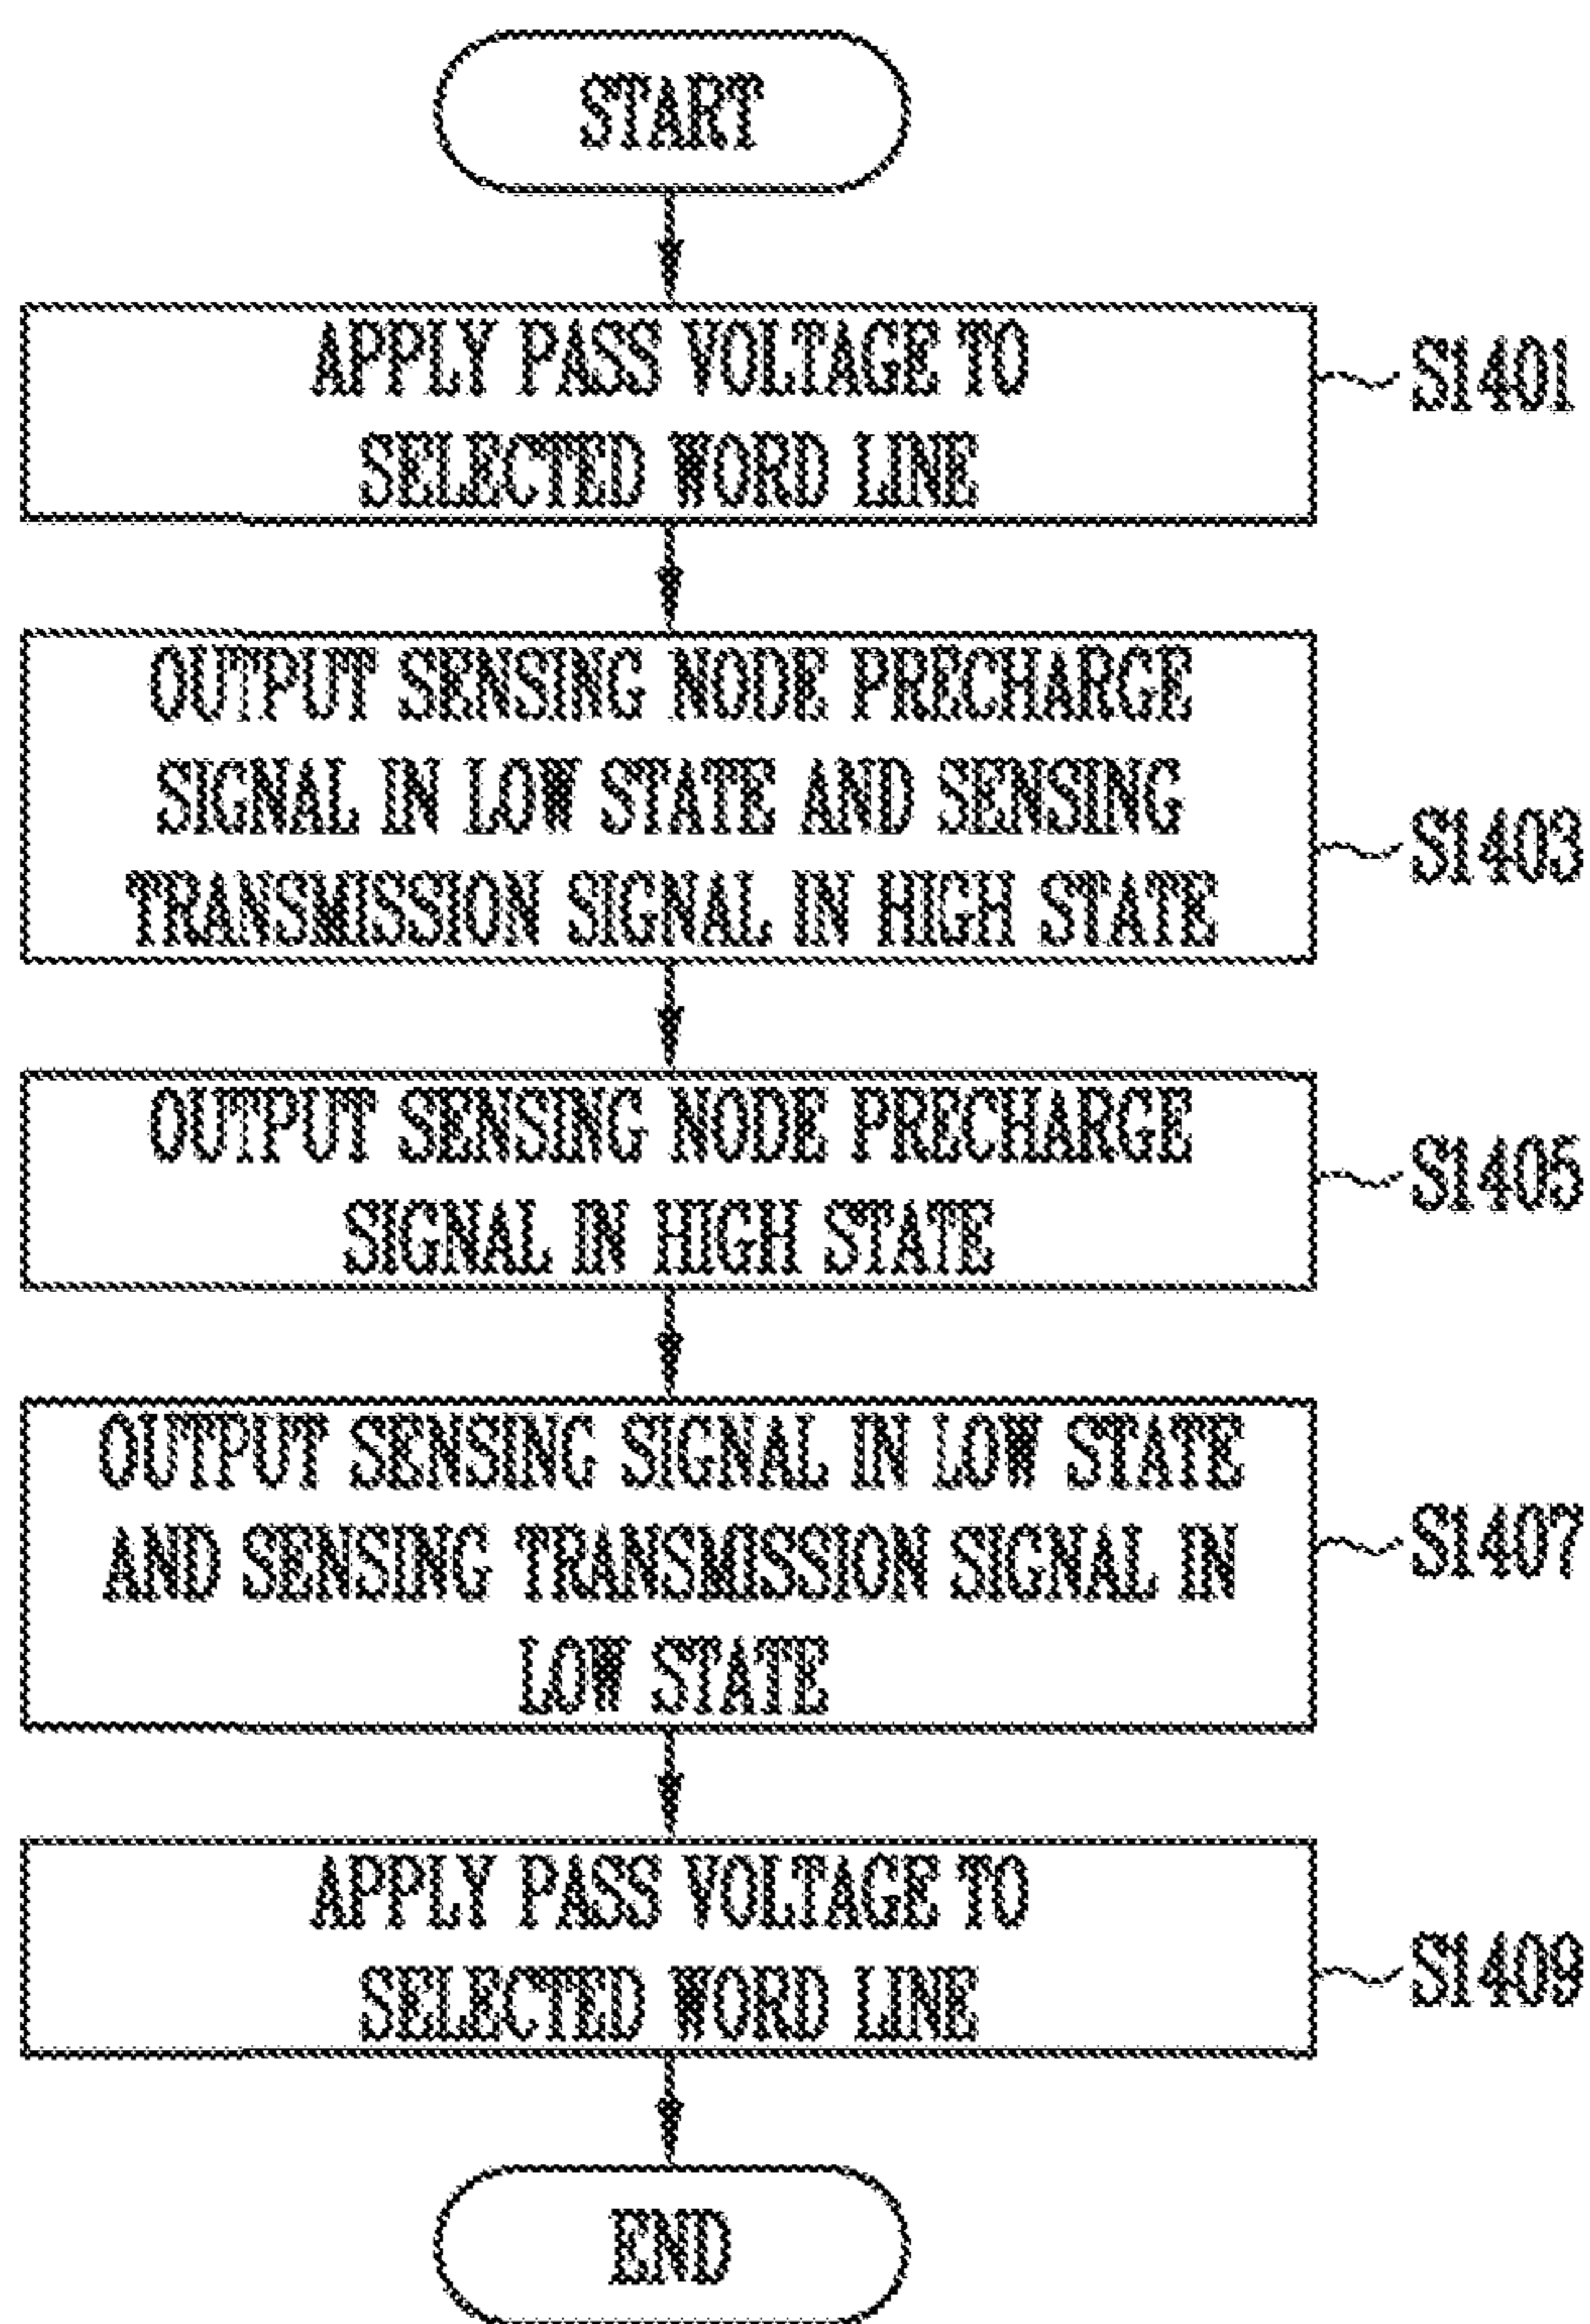 START
APPLY PASS VOLTAGE TO
SELECTED WORD LINE
S1401
OUTPUT SENSING NODE PRECHARGE
SIGNAL IN LOW STATE AND SENSING
TRANSMISSION SIGNAL IN HIGH STATE
S1403
OUTPUT SENSING NODE PRECHARGE
SIGNAL IN HIGH STATE
S1405
OUTPUT SENSING SIGNAL IN LOW STATE
AND SENSING TRANSMISSION SIGNAL IN
LOW STATE
S1407
APPLY PASS VOLTAGE TO
SELECTED WORD LINE
S1409
END